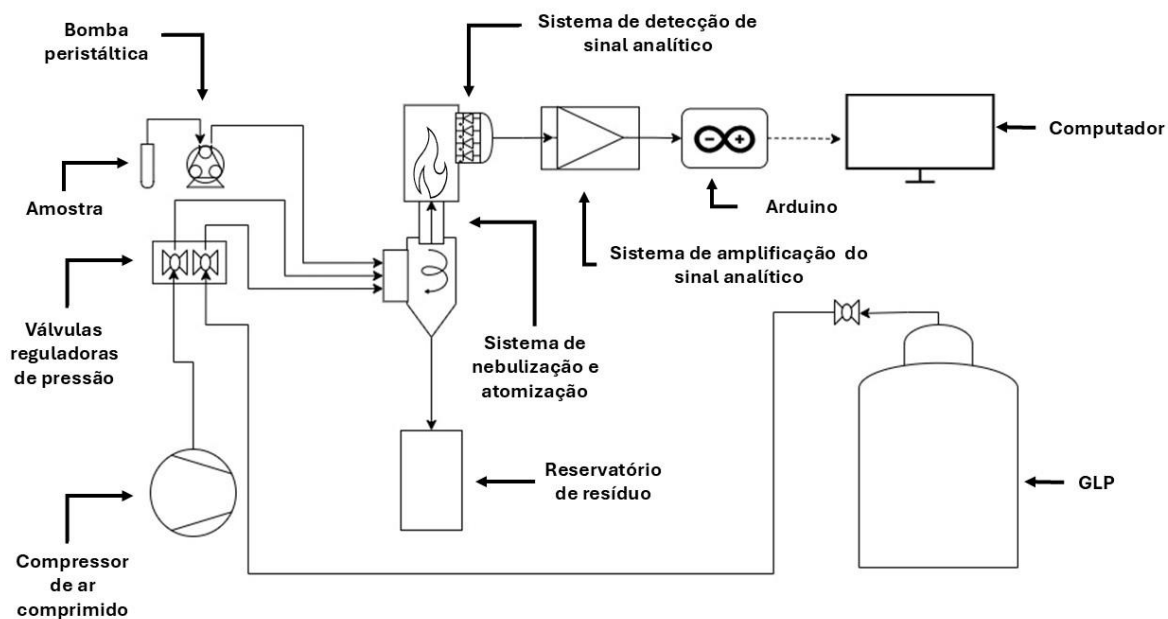 Bomba
peristáltica
Sistema de detecção de
sinal analítico
Computador
Amostra
Arduino
Sistema de amplificação do
sinal analítico
Válvulas
reguladoras
de pressão
Sistema de
nebulização e
atomização
Reservatório
de resíduo
GLP
Compressor
de ar
comprimido